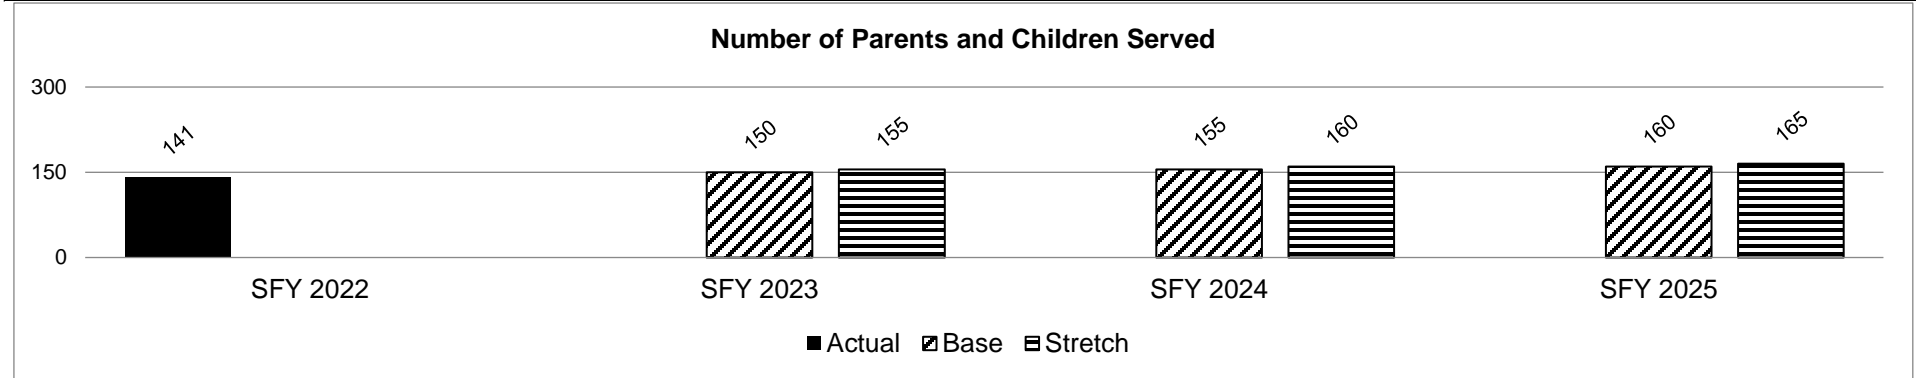 Number of Parents and Children Served
300
150
0
141
150
155
155
160
160
165
SFY 2022
SFY 2023
SFY 2024
SFY 2025
Actual
Base
Stretch